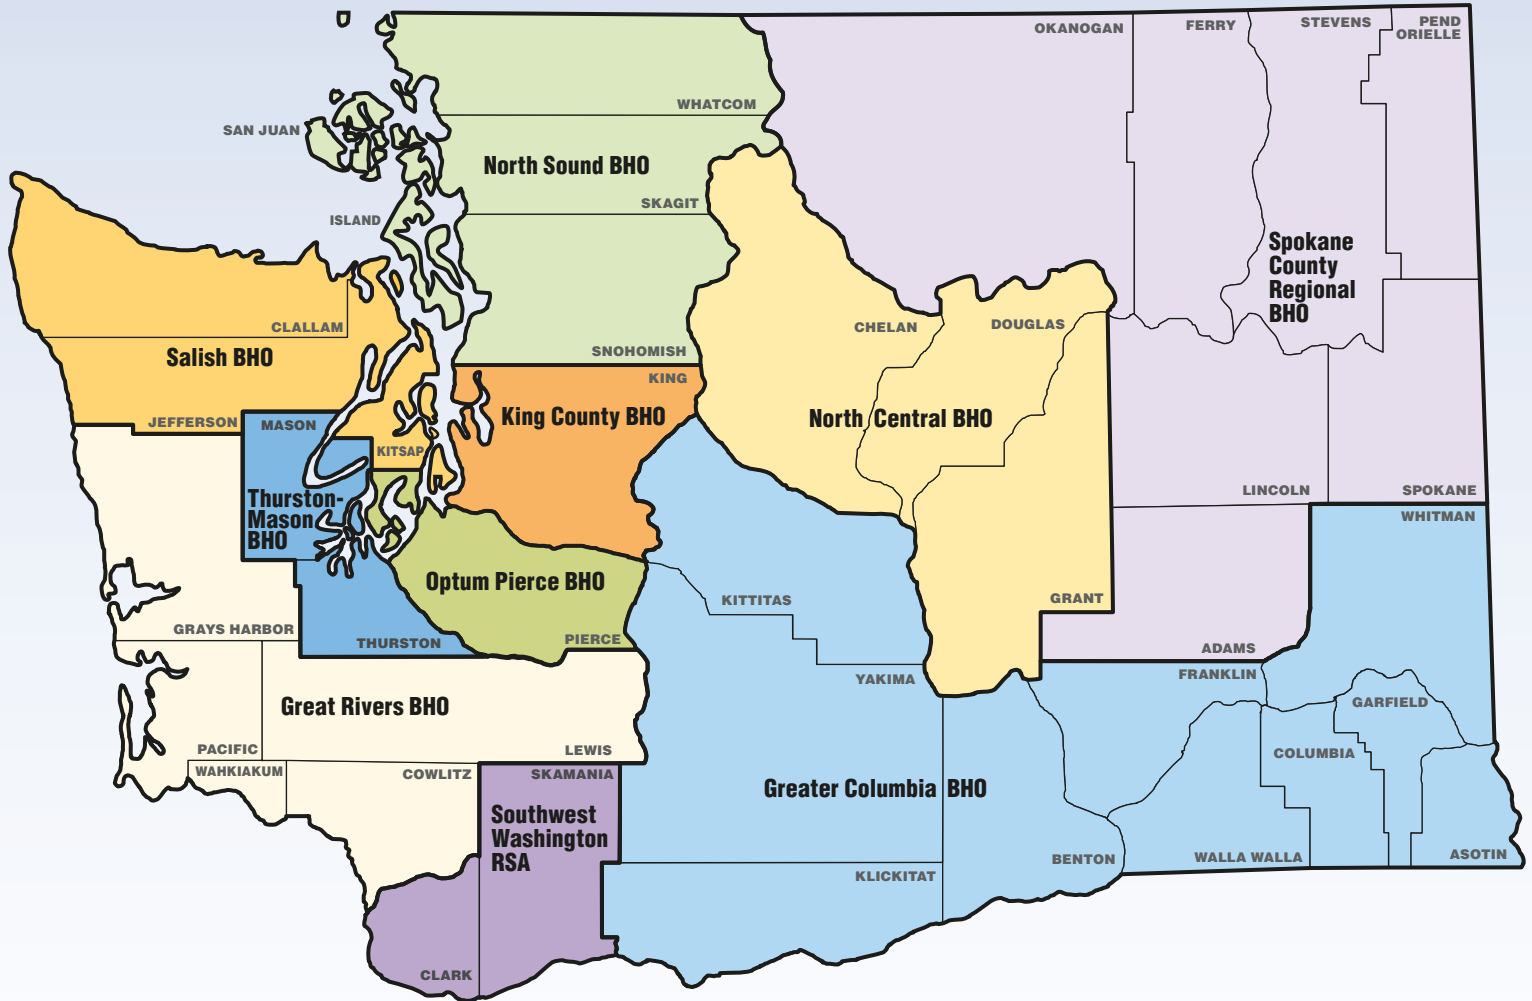 OKANOGAN
FERRY
STEVENS
PEND
ORIELLE
WHATCOM
SAN JUAN
North Sound BHO
SKAGIT
ISLAND
Spokane
County
Regional
BHO
CLALLAM
Salish BHO
SNOHOMISH
CHELAN
DOUGLAS
KING
King County BHO
North Central BHO
JEFFERSON
MASON
KITSAP
LINCOLN
SPOKANE
Thurston-
Mason
BHO
WHITMAN
Optum Pierce BHO
KITTITAS
GRANT
GRAYS HARBOR
THURSTON
PIERCE
ADAMS
YAKIMA
FRANKLIN
GARFIELD
Great Rivers BHO
PACIFIC
LEWIS
COLUMBIA
WAHKIAKUM
COWLITZ
SKAMANIA
Greater Columbia BHO
Southwest
Washington
RSA
BENTON
WALLA WALLA
ASOTIN
KLICKITAT
CLARK